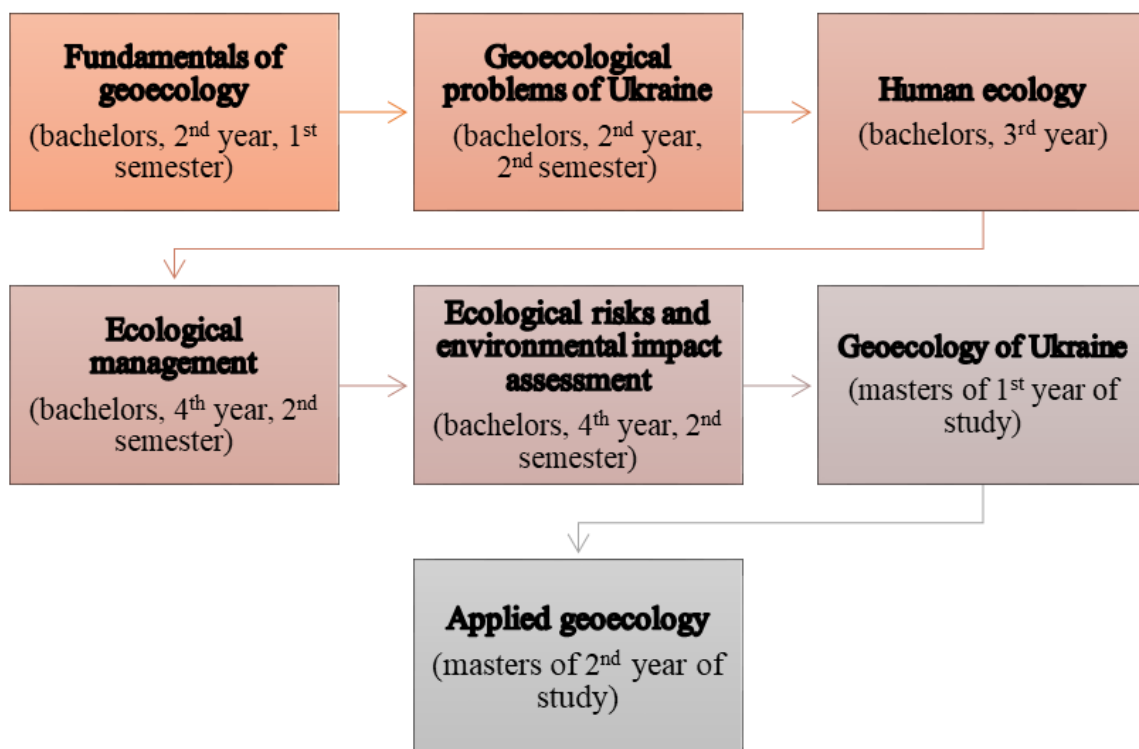 Fundamentals of
geoecology
(bachelors, 2nd year, 1st
semester)
Geoecological
problems of Ukraine
(bachelors, 2nd year,
2nd semester)
Human ecology
(bachelors, 3rd year)
Ecological
management
(bachelors, 4th year, 2nd
semester)
Ecological risks and
environmental impact
assessment
(bachelors, 4th year, 2nd
semester)
Geoecology of Ukraine
(masters of 1st year of
study)
Applied geoecology
(masters of 2nd year of
study)